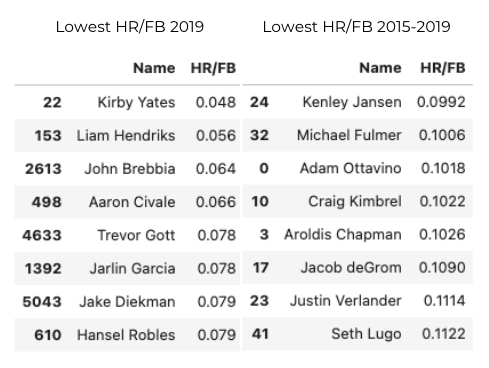 Lowest HR/FB 2019 Lowest HR/FB 2015-2019
Name HR/FB Name HR/FB
22 Kirby Yates 0.048 24 Kenley Jansen 0.0992
153 Liam Hendriks 0.056 32 Michael Fulmer 0.1006
2613 John Brebbia 0.064 0 Adam Ottavino 0.1018
498 Aaron Civale 0.066 10 Craig Kimbrel 0.1022
4633 Trevor Gott 0.078 3 Aroldis Chapman 0.1026
1392 Jarlin Garcia 0.078 17 Jacob deGrom 0.1090
5043 Jake Diekman 0.079 23 Justin Verlander 0.1114
610 Hansel Robles 0.079 41 Seth Lugo 0.1122